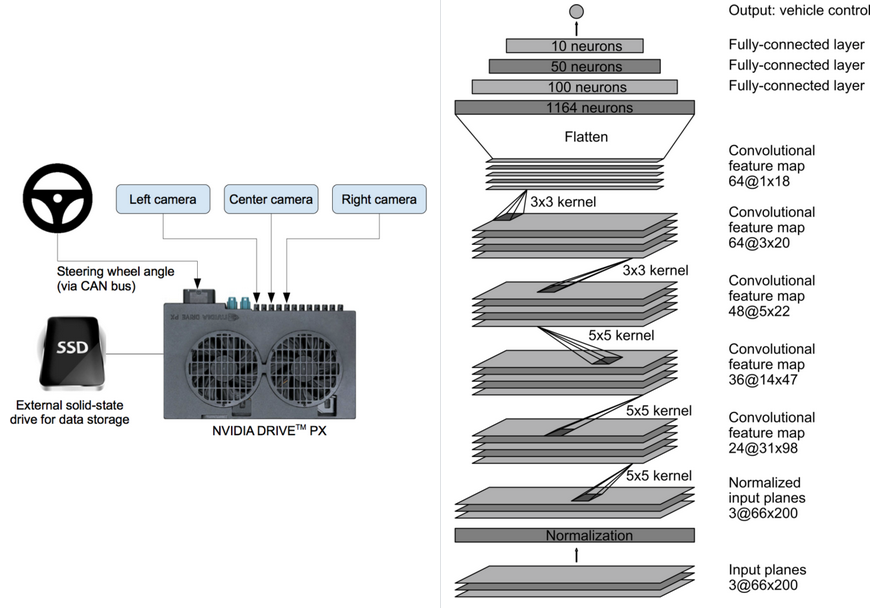 Left camera
Center camera
Right camera
Steering wheel angle
(via CAN bus)
SSD
External solid-state
drive for data storage
NVIDIA DRIVE™ PX
Output: vehicle control
10 neurons
Fully-connected layer
50 neurons
Fully-connected layer
100 neurons
Fully-connected layer
1164 neurons
Flatten
Convolutional
feature map
64@1x18
3x3 kernel
Convolutional
feature map
64@3x20
3x3 kernel
Convolutional
feature map
48@5x22
5x5 kernel
Convolutional
feature map
36@14x47
5x5 kernel
Convolutional
feature map
24@31x98
5x5 kernel
Normalized
input planes
3@66x200
Normalization
Input planes
3@66x200